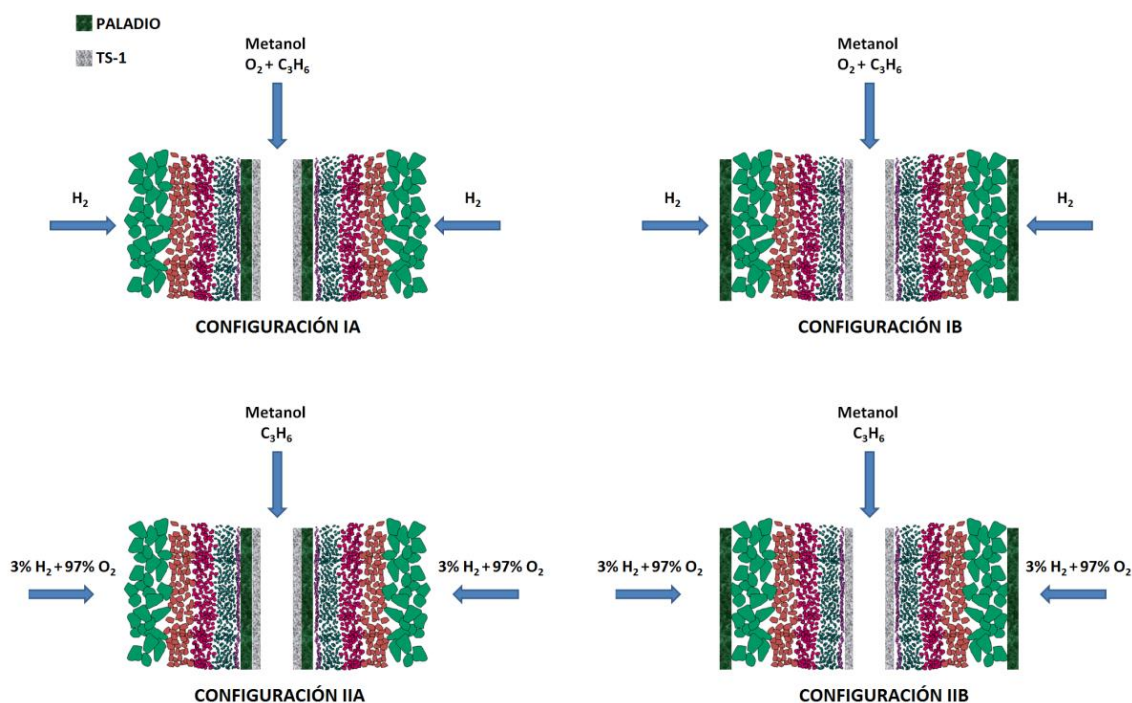 PALADIO
TS-1
Metanol
O₂ + C₃H₆
H₂
H₂
CONFIGURACIÓN IA
Metanol
O₂ + C₃H₆
H₂
H₂
CONFIGURACIÓN IB
Metanol
C₃H₆
3% H₂ + 97% O₂
3% H₂ + 97% O₂
CONFIGURACIÓN IIA
Metanol
C₃H₆
3% H₂ + 97% O₂
3% H₂ + 97% O₂
CONFIGURACIÓN IIB